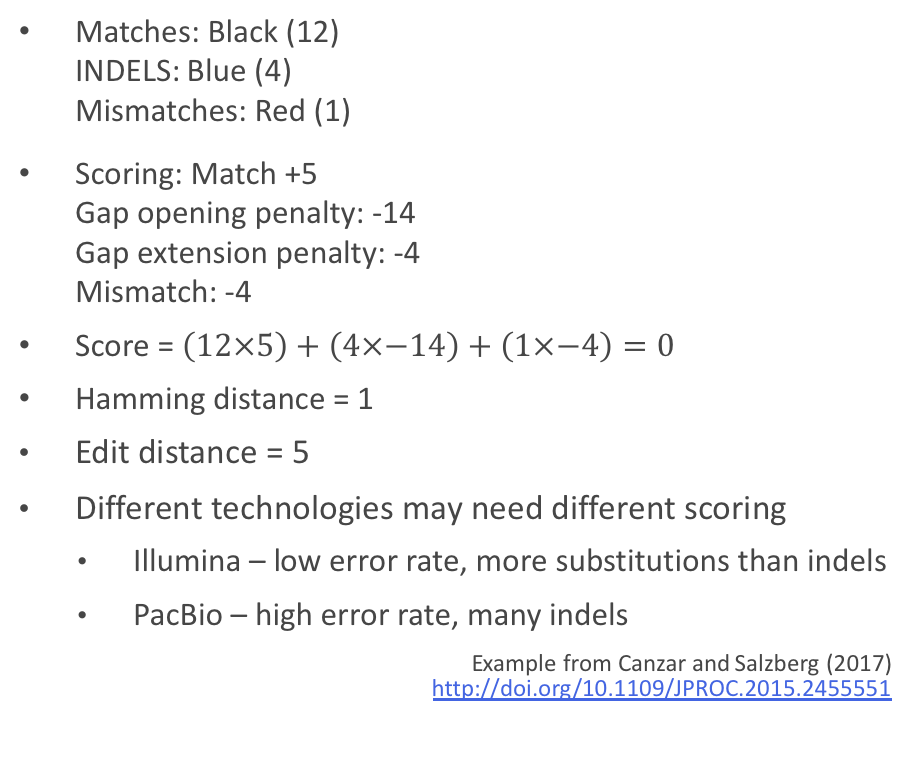 • Matches: Black (12)
INDELS: Blue (4)
Mismatches: Red (1)
• Scoring: Match +5
Gap opening penalty: -14
Gap extension penalty: -4
Mismatch: -4
• Score = (12×5) + (4×−14) + (1×−4) = 0
• Hamming distance = 1
• Edit distance = 5
• Different technologies may need different scoring
• Illumina – low error rate, more substitutions than indels
• PacBio – high error rate, many indels
Example from Canzar and Salzberg (2017)
http://doi.org/10.1109/JPROC.2015.2455551